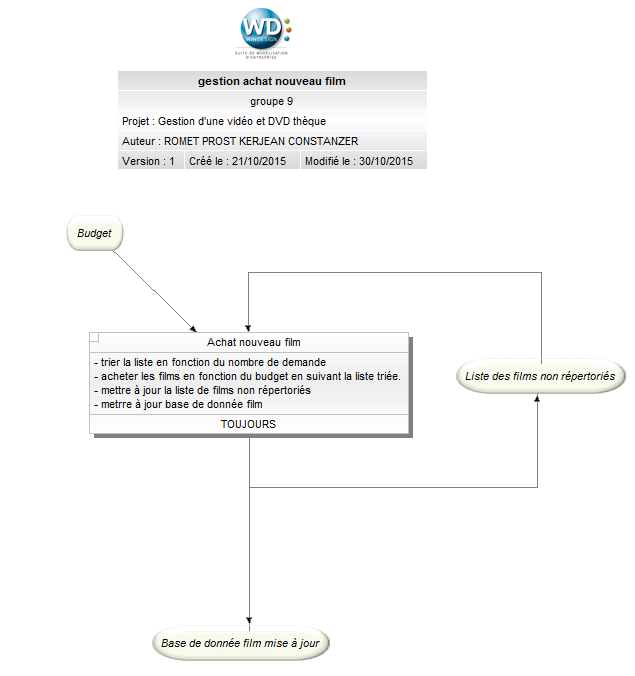 WD:
WIN'DESIGN
SUITE DE MODELISATION
D'ENTREPRISE
gestion achat nouveau film
groupe 9
Projet : Gestion d'une vidéo et DVD thèque
Auteur : ROMET PROST KERJEAN CONSTANZER
Version : 1 Créé le : 21/10/2015 Modifié le : 30/10/2015
Budget
Achat nouveau film
- trier la liste en fonction du nombre de demande
- acheter les films en fonction du budget en suivant la liste triée.
- mettre à jour la liste de films non répertoriés
- metrre à jour base de donnée film
TOUJOURS
Liste des films non répertoriés
Base de donnée film mise à jour